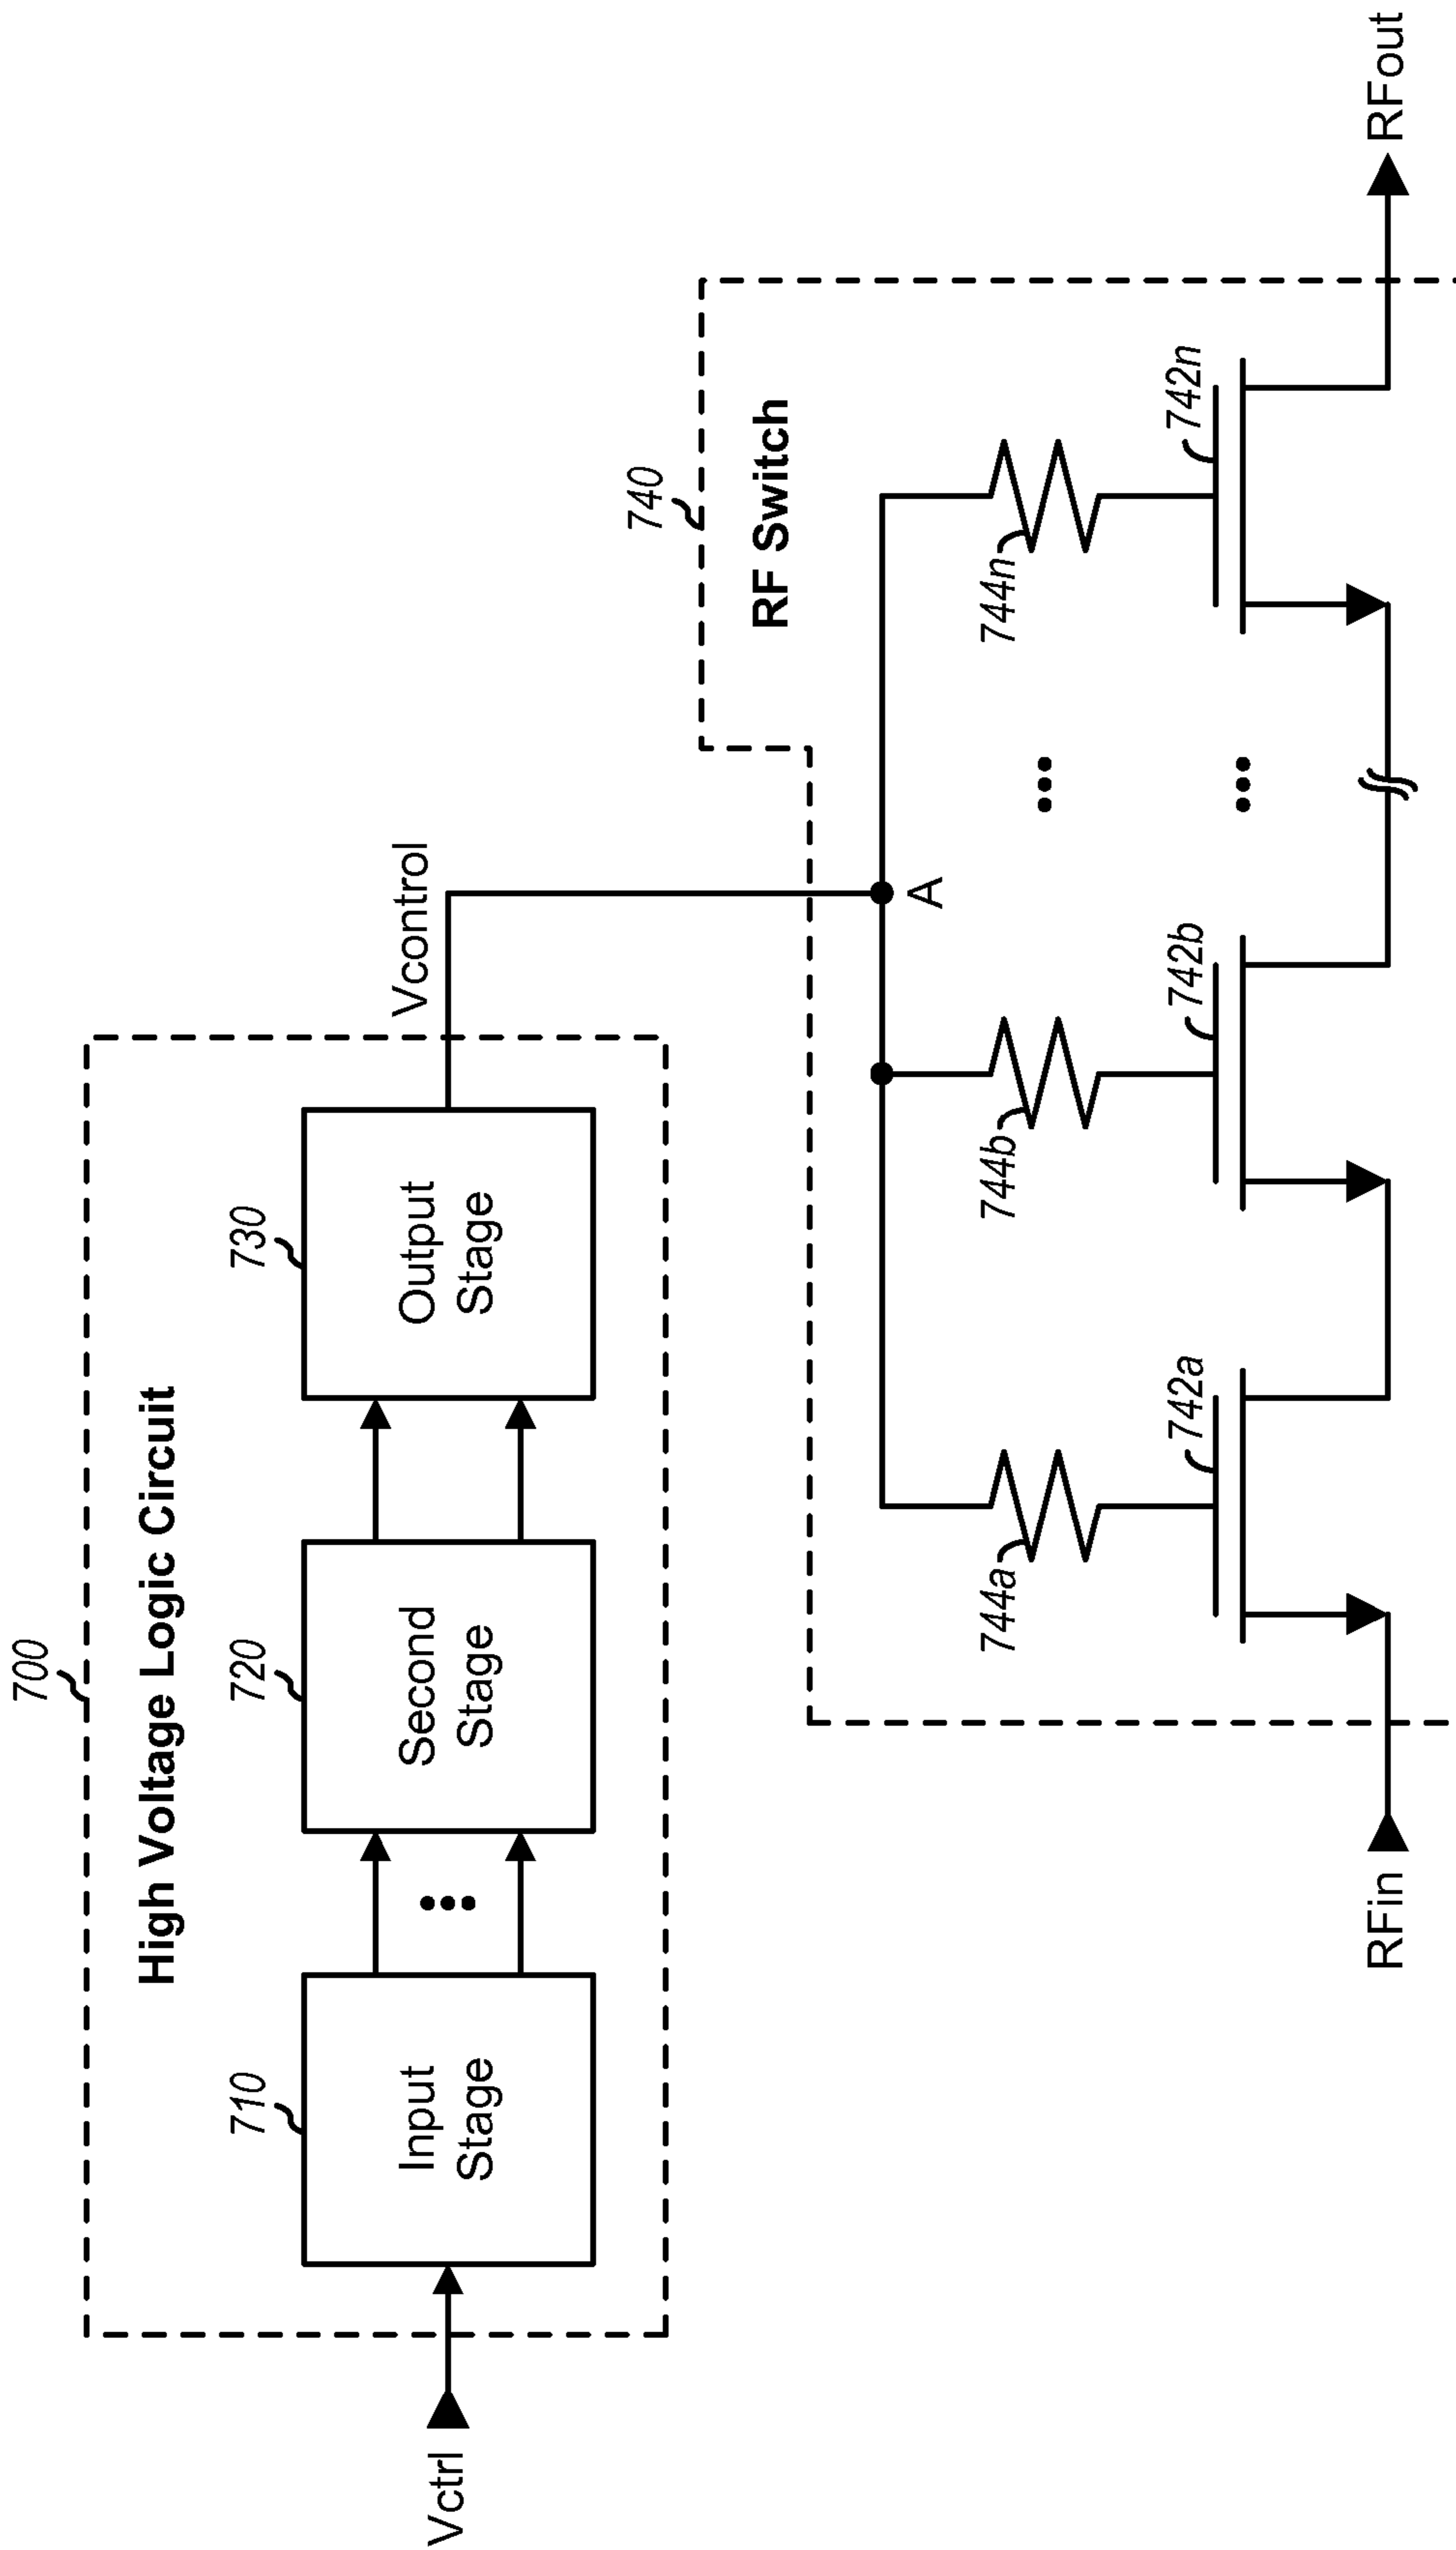 700
High Voltage Logic Circuit
710
720
730
Vctrl
Input
Stage
Second
Stage
Output
Stage
Vcontrol
740
RF Switch
A
744a
744b
744n
742a
742b
742n
RFin
RFout